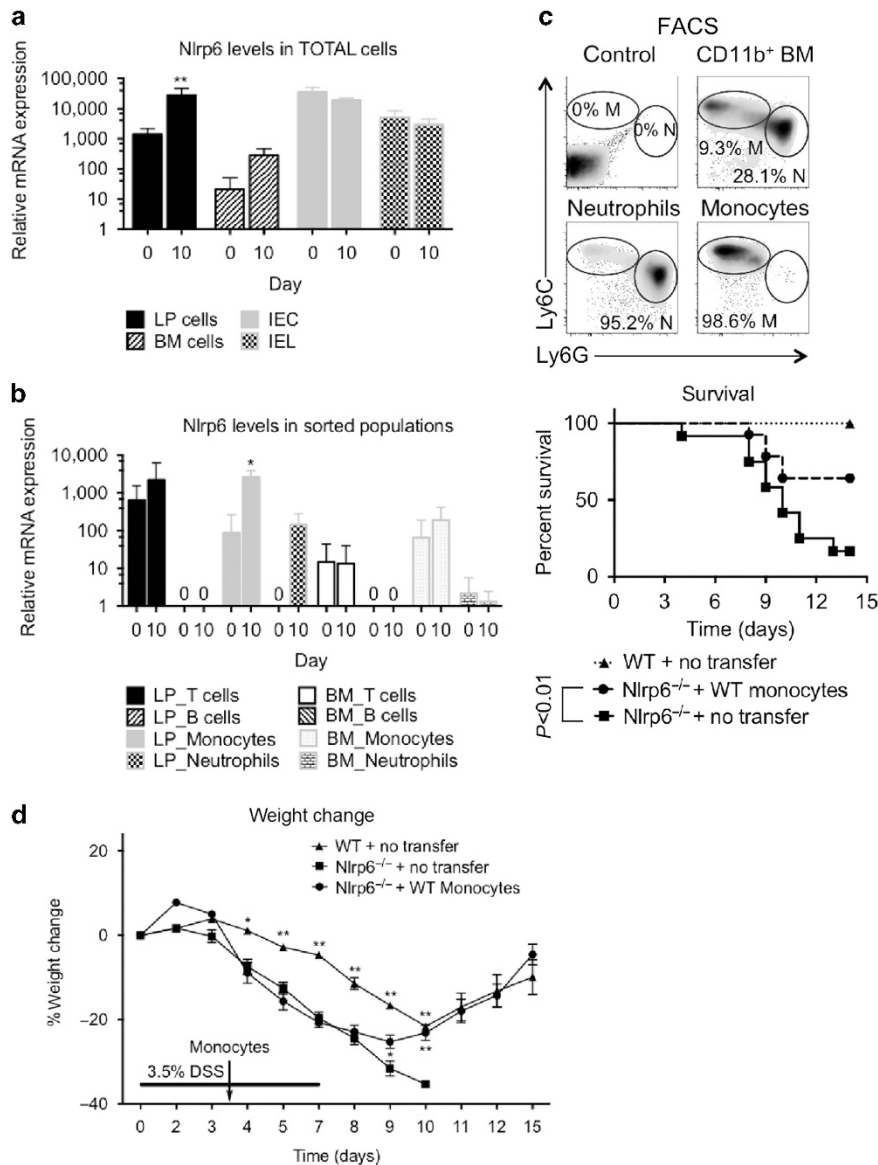 a
Nlrp6 levels in TOTAL cells
Relative mRNA expression
100,000
10,000
1,000
100
10
1
**
0 10 0 10 0 10 0 10
Day
LP cells
IEC
BM cells
IEL
b
Nlrp6 levels in sorted populations
Relative mRNA expression
10,000
1,000
100
10
1
*
0 0 0 0 0
0 10 0 10 0 10 0 10 0 10 0 10 0 10 0 10
Day
LP_T cells
BM_T cells
LP_B cells
BM_B cells
LP_Monocytes
BM_Monocytes
LP_Neutrophils
BM_Neutrophils
c
FACS
Control
CD11b⁺ BM
0% M
0% N
9.3% M
28.1% N
Neutrophils
Monocytes
95.2% N
98.6% M
Ly6C
Ly6G
Survival
Percent survival
100
50
0
0 3 6 9 12 15
Time (days)
WT + no transfer
Nlrp6⁻/⁻ + WT monocytes
Nlrp6⁻/⁻ + no transfer
P<0.01
d
Weight change
WT + no transfer
Nlrp6⁻/⁻ + no transfer
Nlrp6⁻/⁻ + WT Monocytes
% Weight change
20
0
–20
–40
* ** ** ** ** **
* **
Monocytes
3.5% DSS
0 2 3 4 5 7 8 9 10 11 12 15
Time (days)